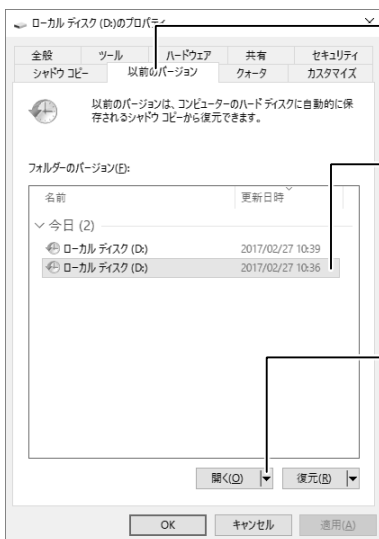 ローカル ディスク (D:)のプロパティ
全般 ツール ハードウェア 共有 セキュリティ
シャドウ コピー 以前のバージョン クォータ カスタマイズ
以前のバージョンは、コンピューターのハード ディスクに自動的に保
存されるシャドウ コピーから復元できます。
フォルダーのバージョン(F):
名前 更新日時
今日 (2)
ローカル ディスク (D:) 2017/02/27 10:39
ローカル ディスク (D:) 2017/02/27 10:36
開く(O) 復元(R)
OK キャンセル 適用(A)